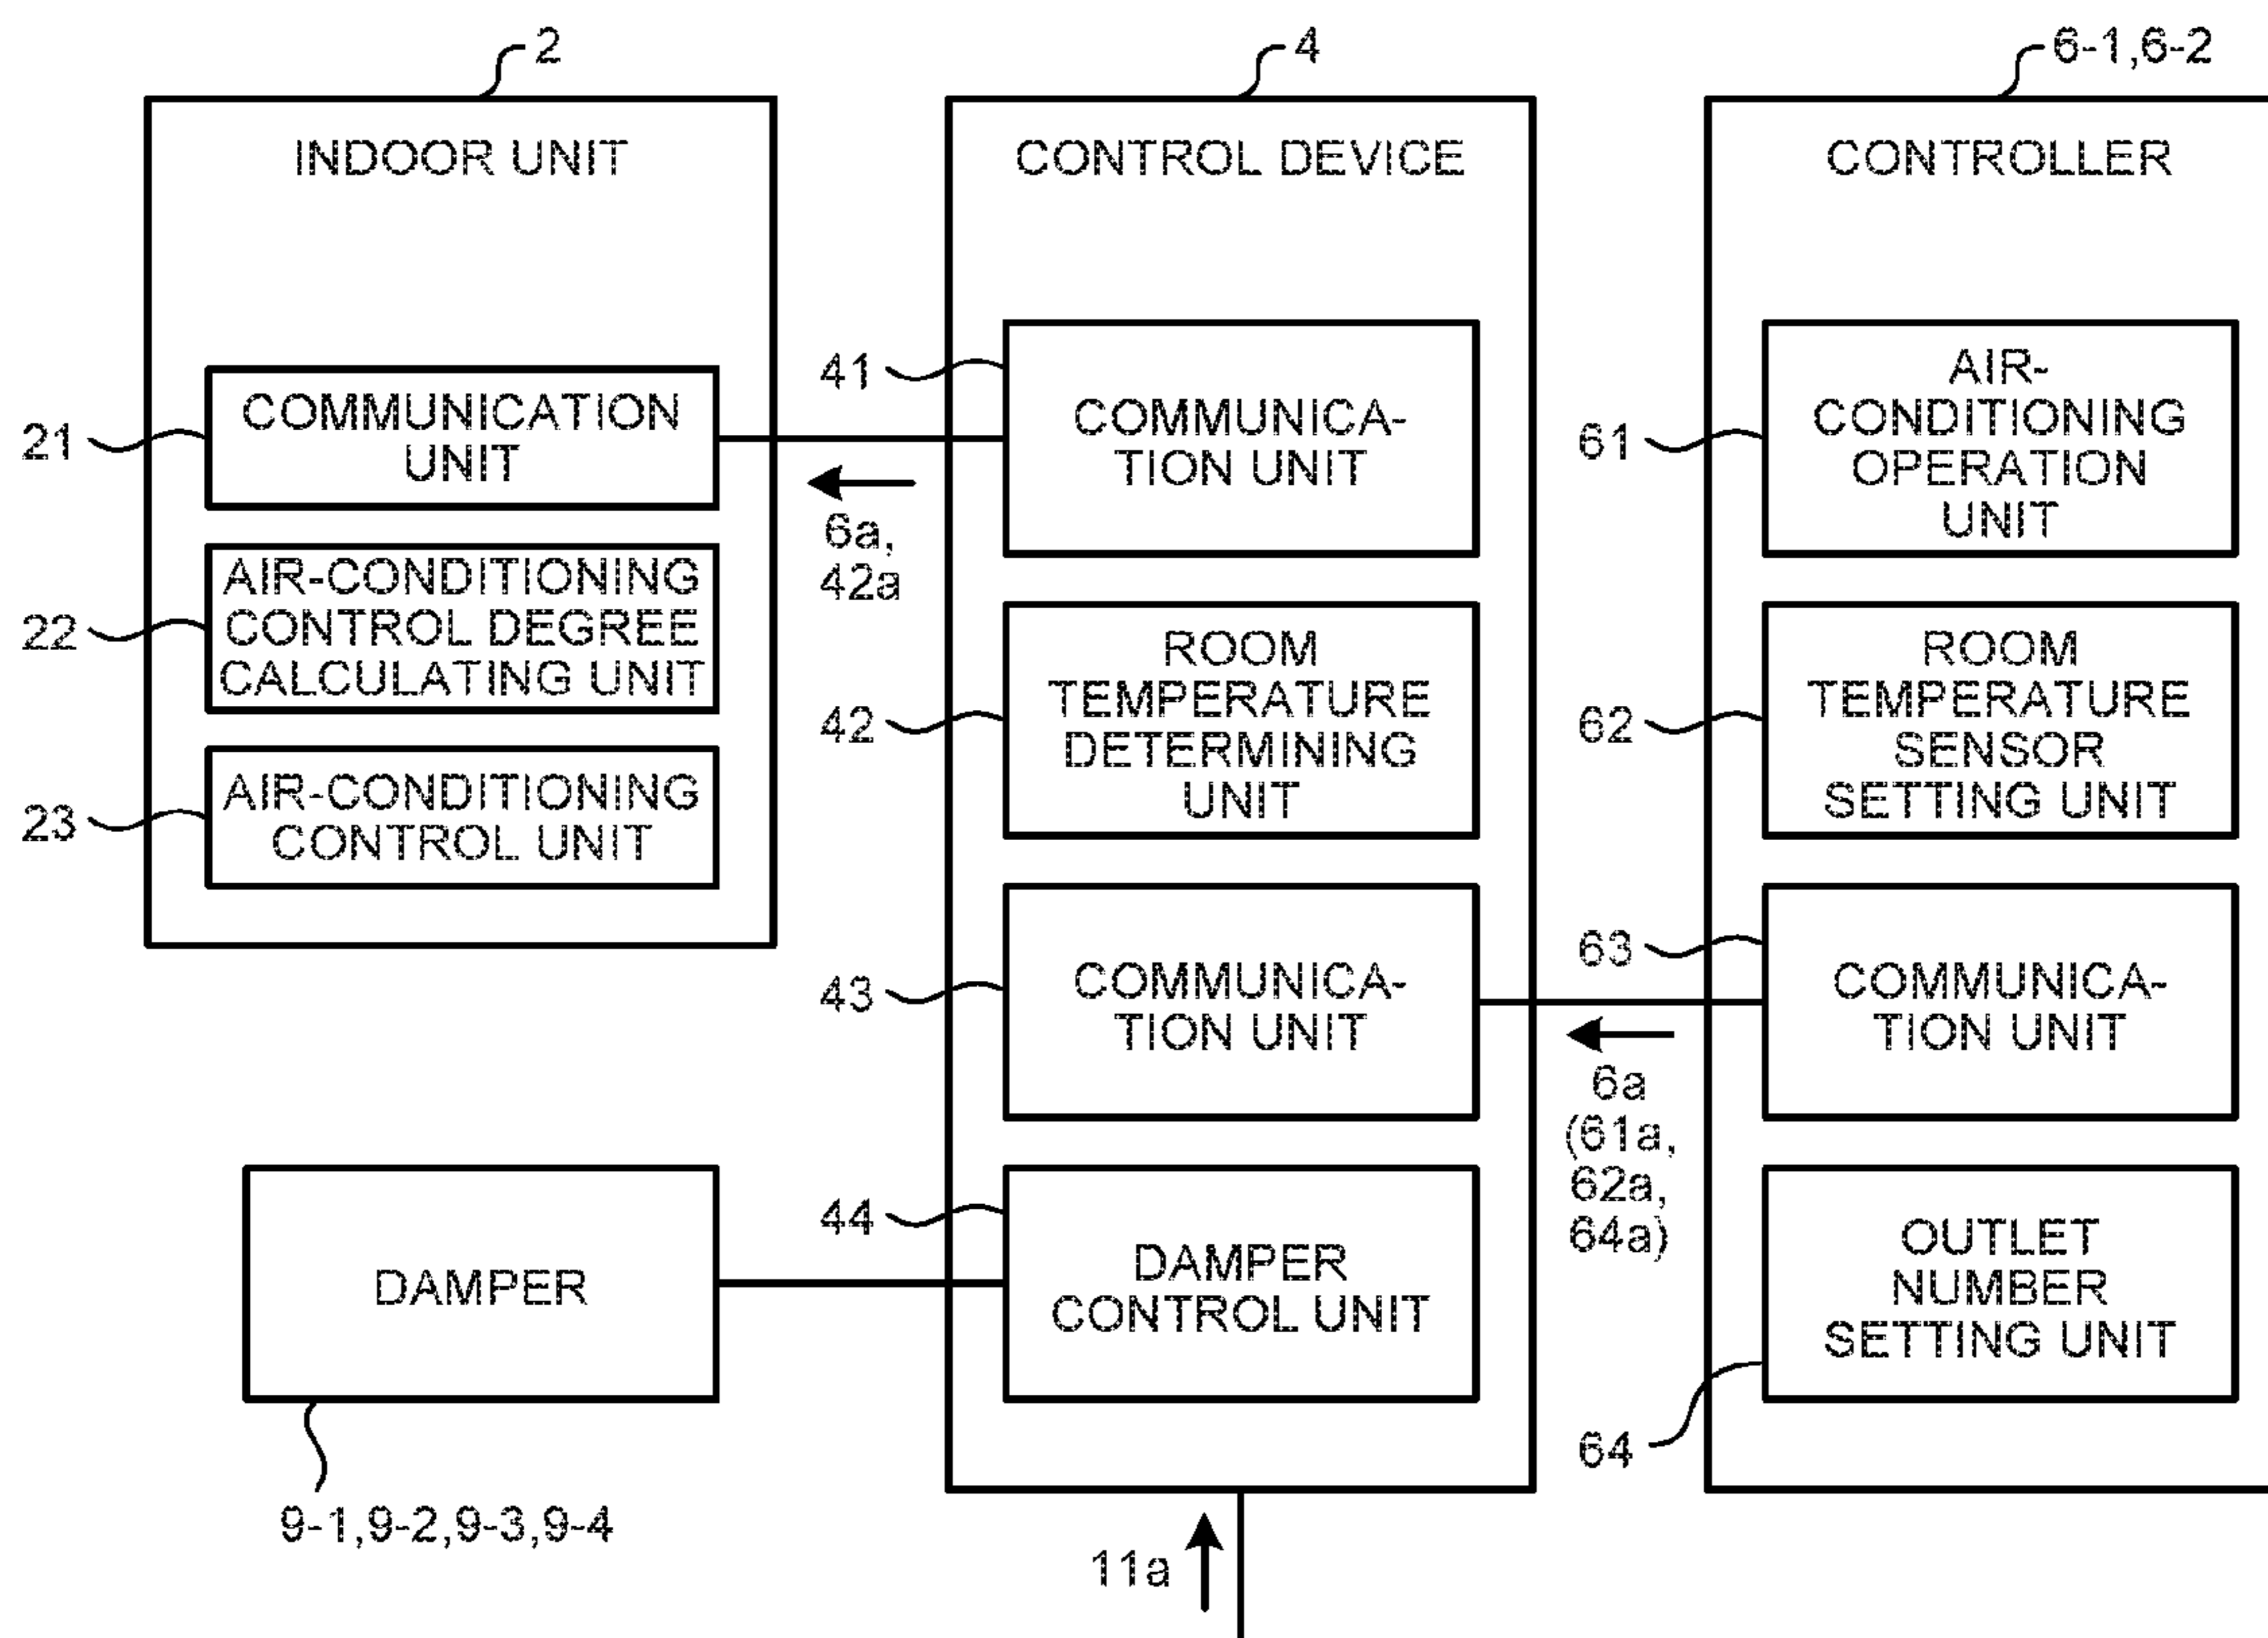 2
INDOOR UNIT
21
COMMUNICATION
UNIT
22
AIR-CONDITIONING
CONTROL DEGREE
CALCULATING UNIT
23
AIR-CONDITIONING
CONTROL UNIT
6a,
42a
DAMPER
9-1,9-2,9-3,9-4
4
CONTROL DEVICE
41
COMMUNICA-
TION UNIT
42
ROOM
TEMPERATURE
DETERMINING
UNIT
43
COMMUNICA-
TION UNIT
44
DAMPER
CONTROL UNIT
11a
6a
(61a,
62a,
64a)
6-1,6-2
CONTROLLER
61
AIR-
CONDITIONING
OPERATION
UNIT
62
ROOM
TEMPERATURE
SENSOR
SETTING UNIT
63
COMMUNICA-
TION UNIT
64
OUTLET
NUMBER
SETTING UNIT